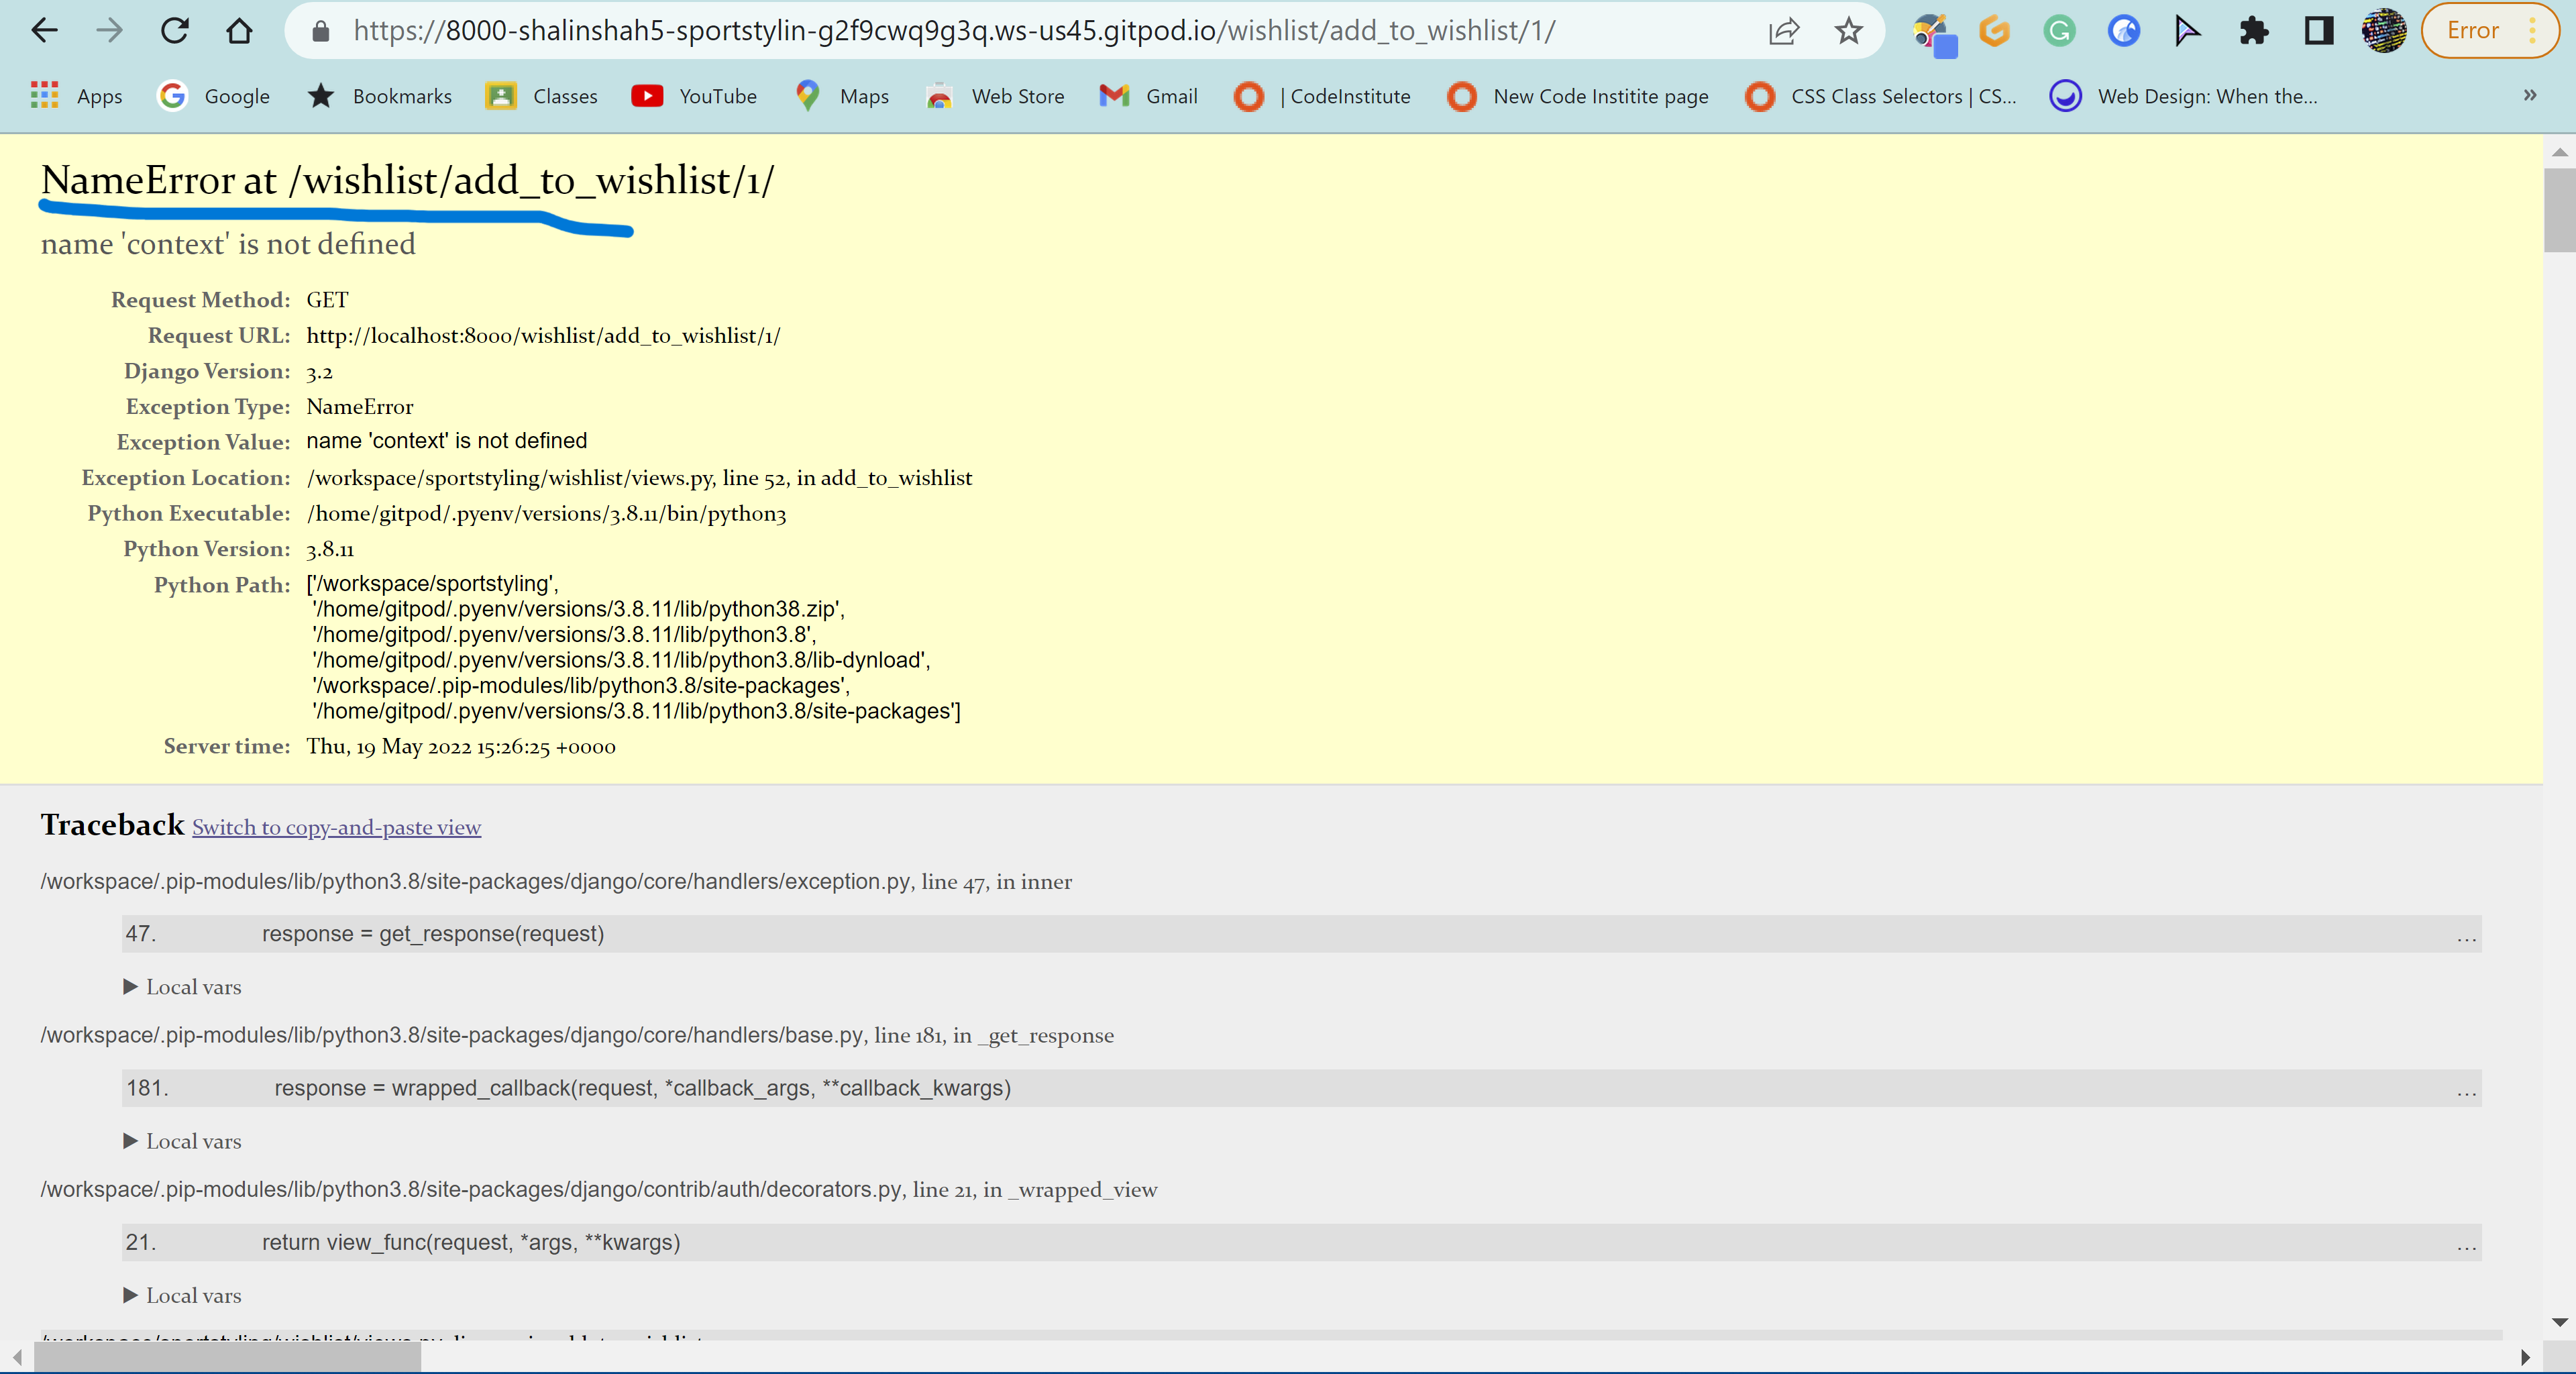 https://8000-shalinshah5-sportstylin-g2f9cwq9g3q.ws-us45.gitpod.io/wishlist/add_to_wishlist/1/
Error
Apps
Google
Bookmarks
Classes
YouTube
Maps
Web Store
Gmail
| CodeInstitute
New Code Institite page
CSS Class Selectors | CS...
Web Design: When the...
»
NameError at /wishlist/add_to_wishlist/1/
name 'context' is not defined
Request Method: GET
Request URL: http://localhost:8000/wishlist/add_to_wishlist/1/
Django Version: 3.2
Exception Type: NameError
Exception Value: name 'context' is not defined
Exception Location: /workspace/sportstyling/wishlist/views.py, line 52, in add_to_wishlist
Python Executable: /home/gitpod/.pyenv/versions/3.8.11/bin/python3
Python Version: 3.8.11
Python Path: ['/workspace/sportstyling',
'/home/gitpod/.pyenv/versions/3.8.11/lib/python38.zip',
'/home/gitpod/.pyenv/versions/3.8.11/lib/python3.8',
'/home/gitpod/.pyenv/versions/3.8.11/lib/python3.8/lib-dynload',
'/workspace/.pip-modules/lib/python3.8/site-packages',
'/home/gitpod/.pyenv/versions/3.8.11/lib/python3.8/site-packages']
Server time: Thu, 19 May 2022 15:26:25 +0000
Traceback Switch to copy-and-paste view
/workspace/.pip-modules/lib/python3.8/site-packages/django/core/handlers/exception.py, line 47, in inner
47. response = get_response(request) ...
▶ Local vars
/workspace/.pip-modules/lib/python3.8/site-packages/django/core/handlers/base.py, line 181, in _get_response
181. response = wrapped_callback(request, *callback_args, **callback_kwargs) ...
▶ Local vars
/workspace/.pip-modules/lib/python3.8/site-packages/django/contrib/auth/decorators.py, line 21, in _wrapped_view
21. return view_func(request, *args, **kwargs) ...
▶ Local vars